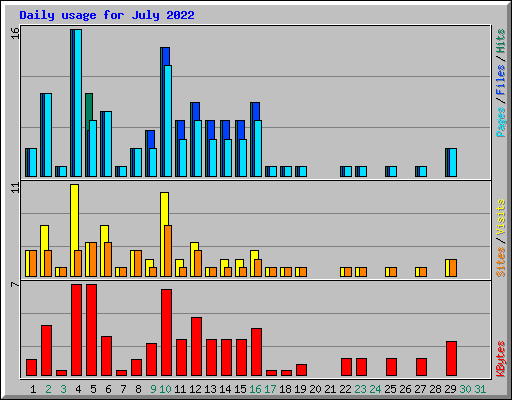 Daily usage for July 2022
16
Pages / Files / Hits
11
Sites / Visits
7
KBytes
1 2 3 4 5 6 7 8 9 10 11 12 13 14 15 16 17 18 19 20 21 22 23 24 25 26 27 28 29 30 31